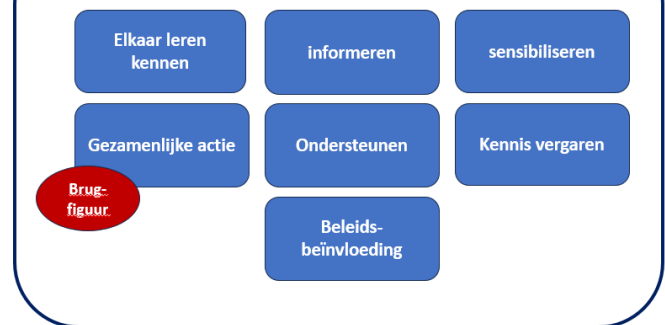 Elkaar leren
kennen
informeren
sensibiliseren
Gezamenlijke actie
Ondersteunen
Kennis vergaren
Brug-
figuur
Beleids-
beïnvloeding